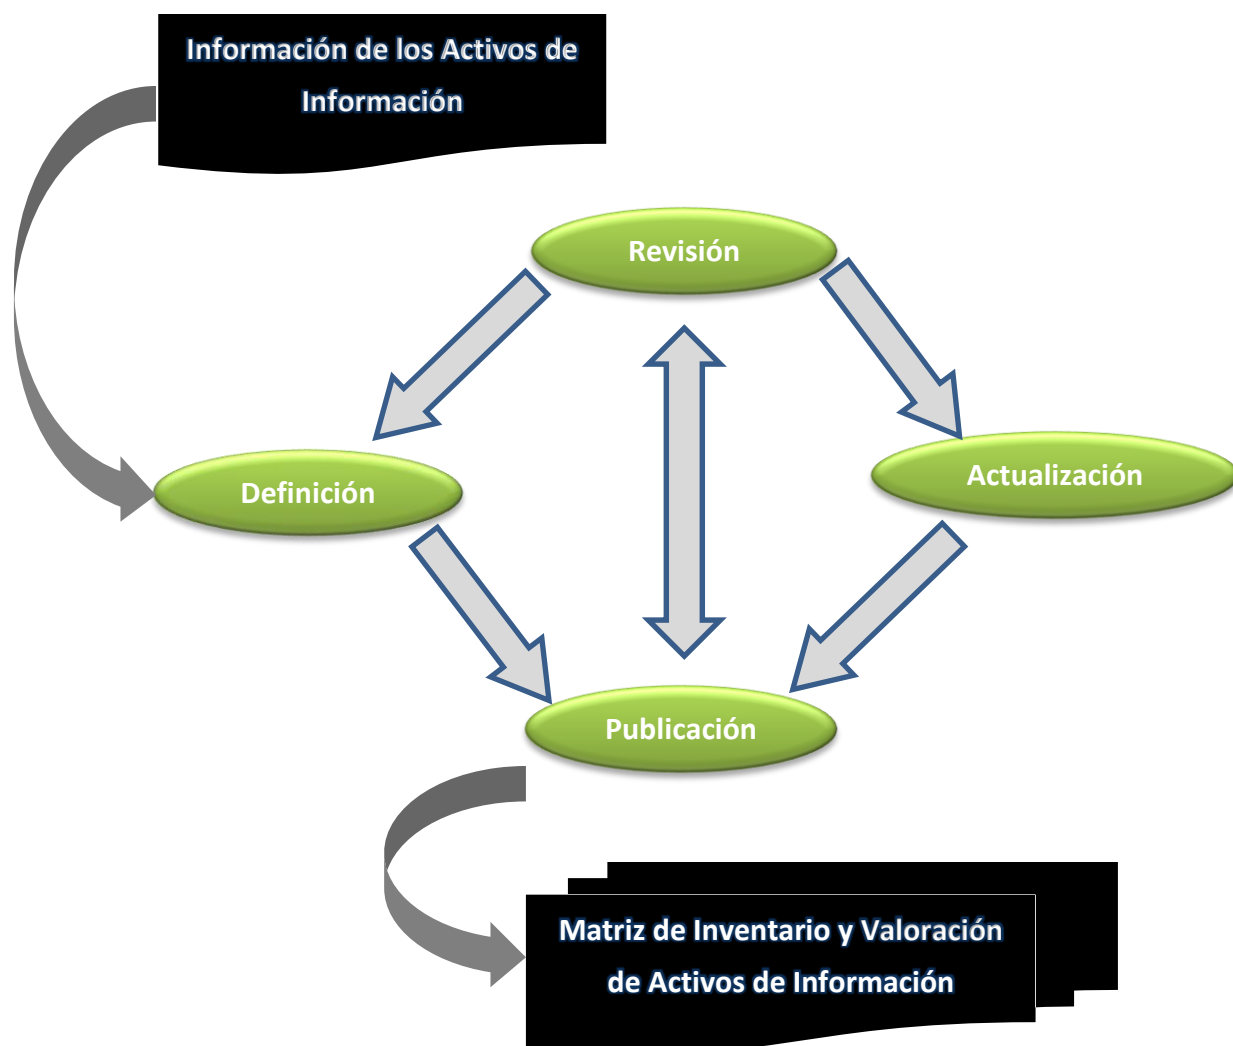 Información de los Activos de
Información
Revisión
Definición
Actualización
Publicación
Matriz de Inventario y Valoración
de Activos de Información